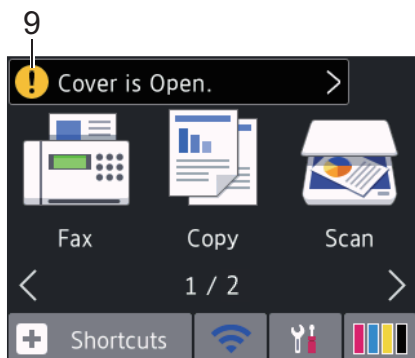 9
! Cover is Open. >
Fax Copy Scan
< 1 / 2 >
+ Shortcuts